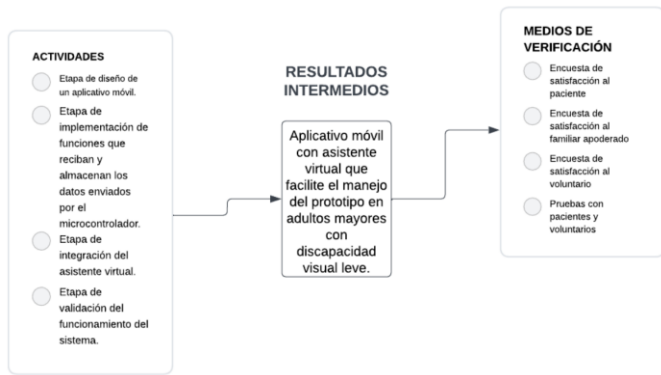 ACTIVIDADES
Etapa de diseño de
un aplicativo móvil.
Etapa de
implementación de
funciones que
reciban y
almacenan los
datos enviados
por el
microcontrolador.
Etapa de
integración del
asistente virtual.
Etapa de
validación del
funcionamiento del
sistema.
RESULTADOS
INTERMEDIOS
Aplicativo móvil
con asistente
virtual que
facilite el manejo
del prototipo en
adultos mayores
con
discapacidad
visual leve.
MEDIOS DE
VERIFICACIÓN
Encuesta de
satisfacción al
paciente
Encuesta de
satisfacción al
familiar apoderado
Encuesta de
satisfacción al
voluntario
Pruebas con
pacientes y
voluntarios